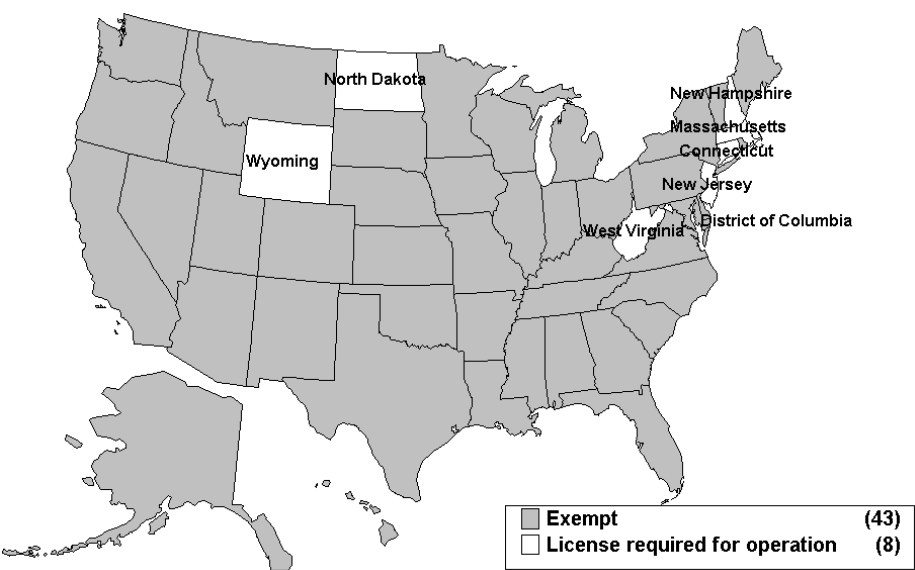 North Dakota
New Hampshire
Massachusetts
Connecticut
Wyoming
New Jersey
District of Columbia
West Virginia
Exempt (43)
License required for operation (8)